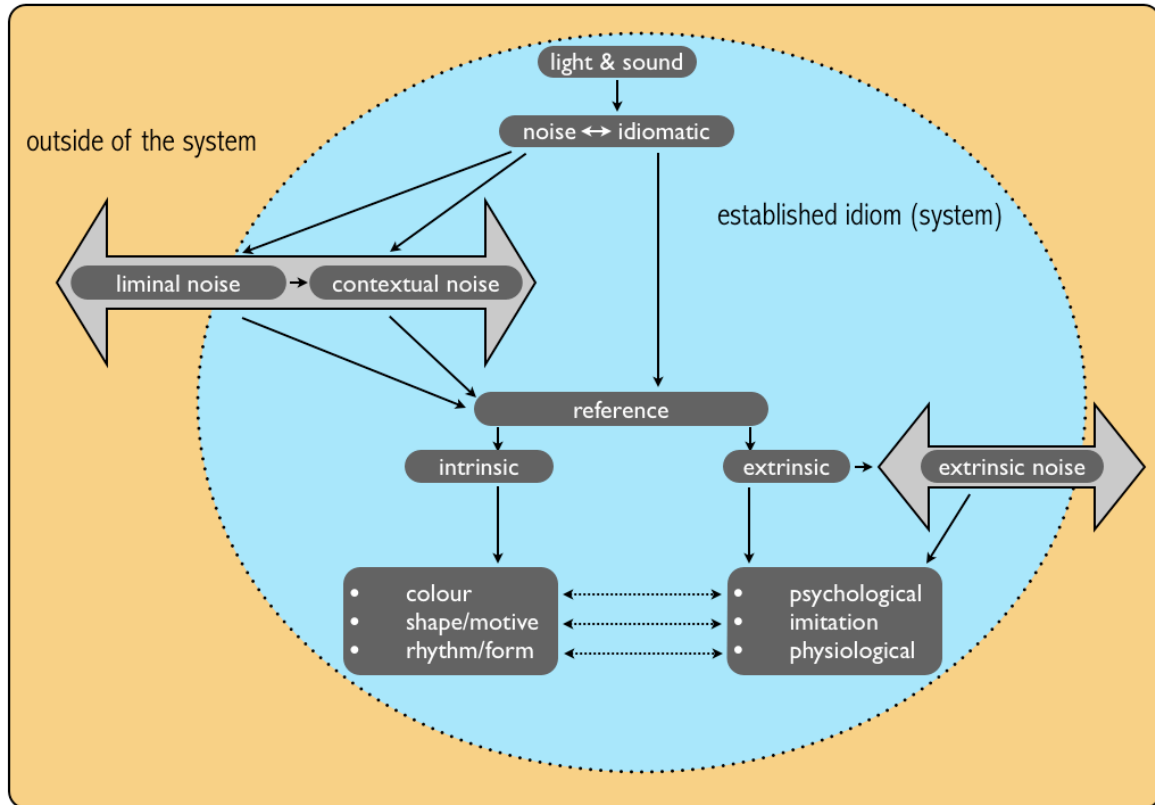 light & sound
noise ↔ idiomatic
outside of the system
established idiom (system)
liminal noise
contextual noise
reference
intrinsic
extrinsic
extrinsic noise
• colour
• shape/motive
• rhythm/form
• psychological
• imitation
• physiological